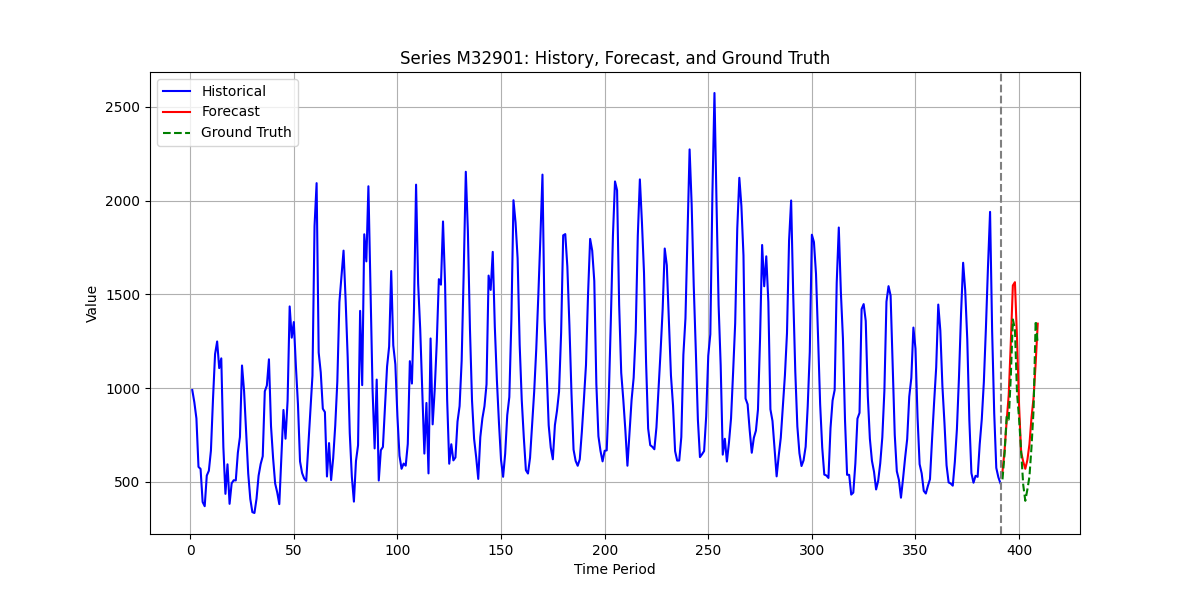 Series M32901: History, Forecast, and Ground Truth
Historical
Forecast
Ground Truth
2500
2000
1500
1000
500
Value
0 50 100 150 200 250 300 350 400
Time Period